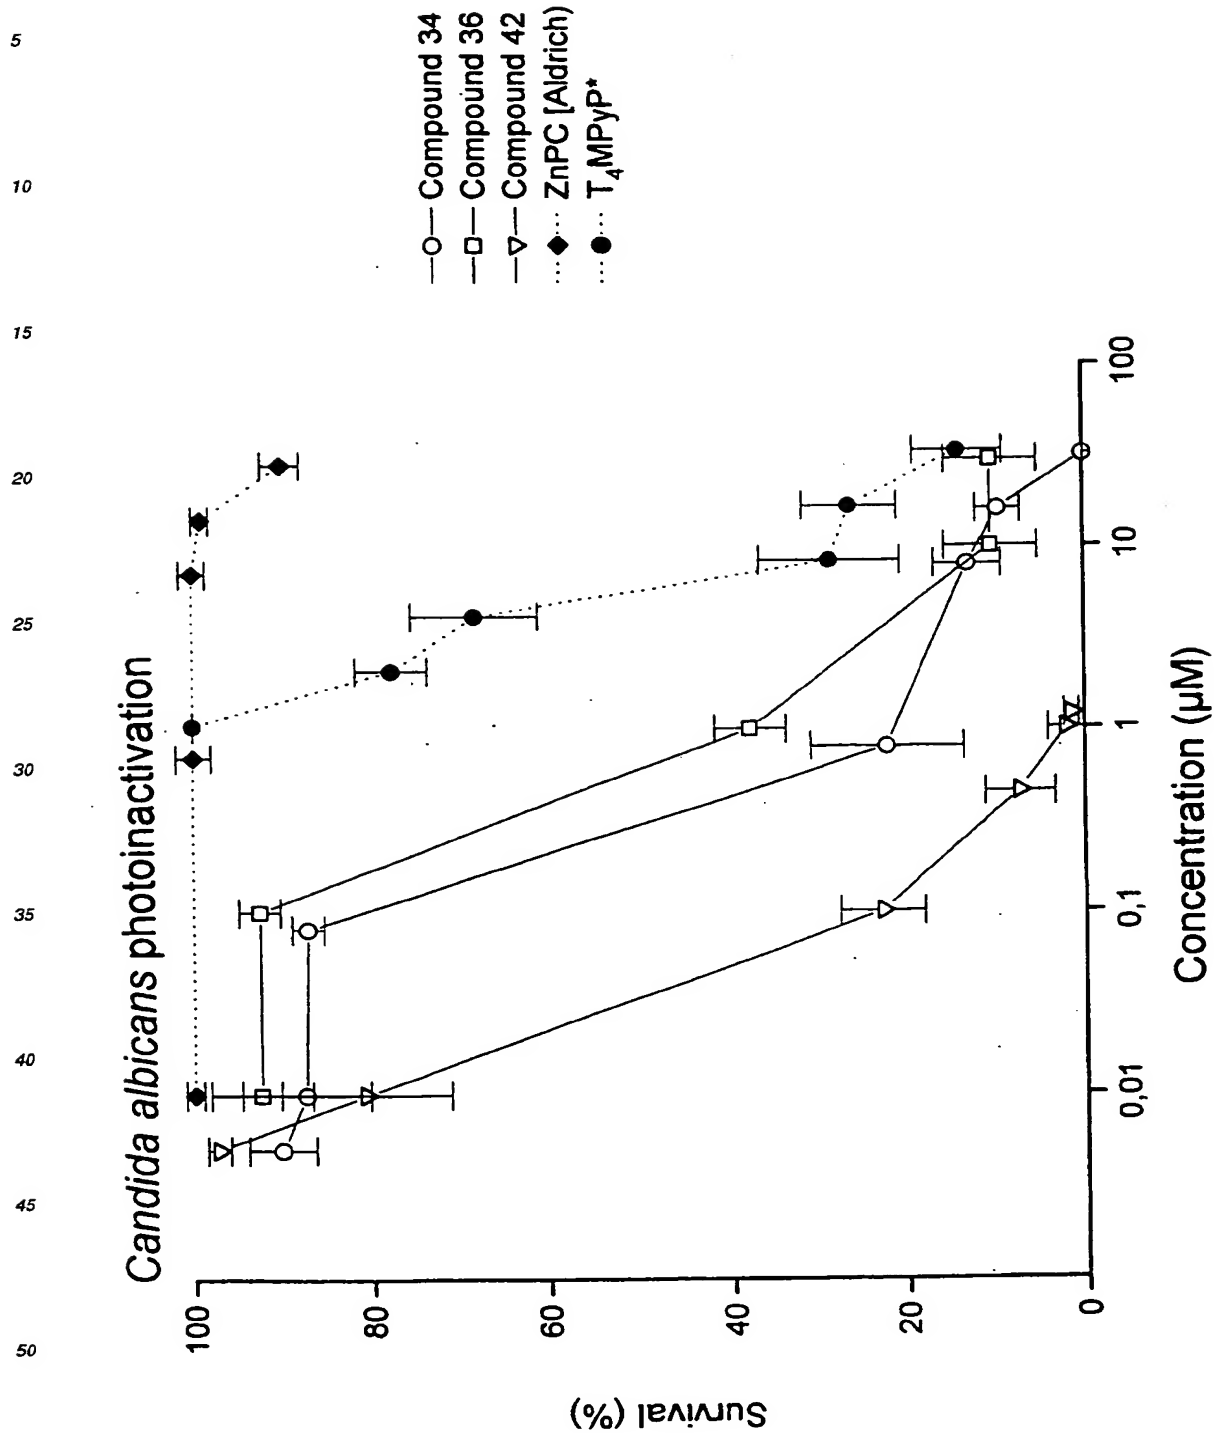 5
10
15
20
25
30
35
40
45
50
Candida albicans photoinactivation
Compound 34
Compound 36
Compound 42
ZnPC [Aldrich]
T₄MPyP*
Survival (%)
100
80
60
40
20
0
0,01
0,1
1
10
100
Concentration (µM)